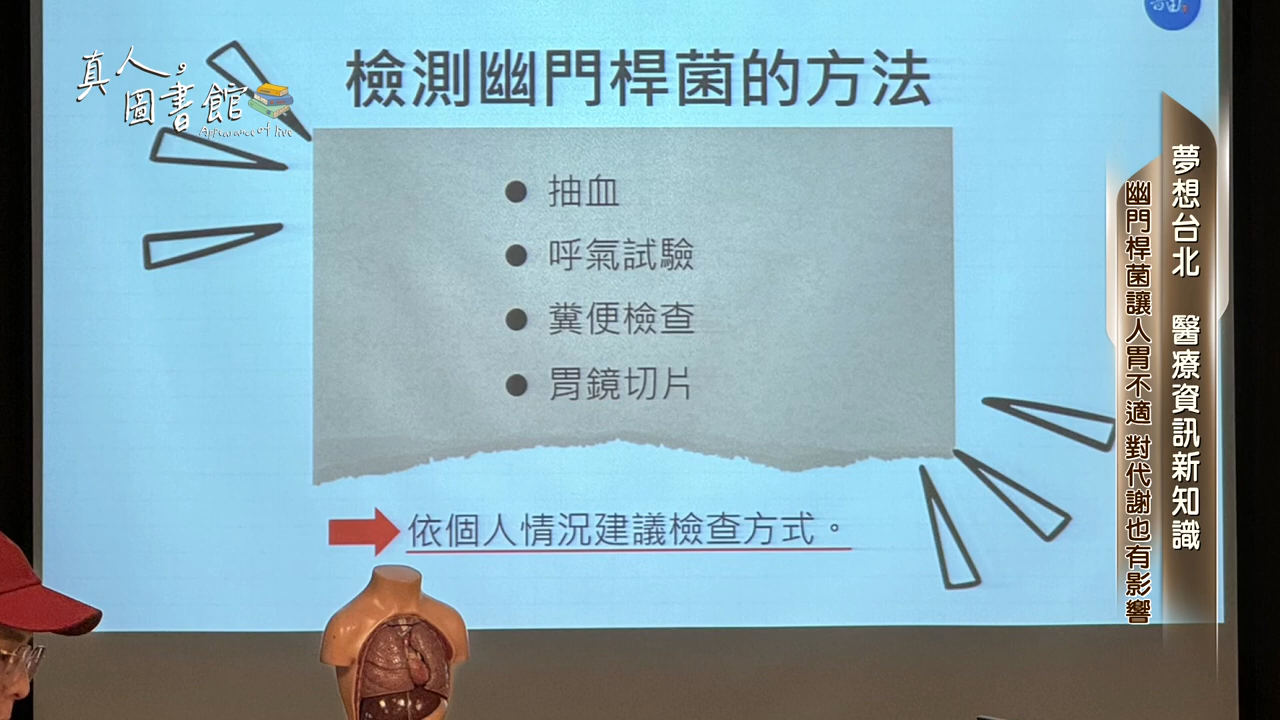 真人
圖書館
Appearance of live
檢測幽門桿菌的方法
● 抽血
● 呼氣試驗
● 糞便檢查
● 胃鏡切片
依個人情況建議檢查方式。
夢想台北 醫療資訊新知識
幽門桿菌讓人胃不適 對代謝也有影響